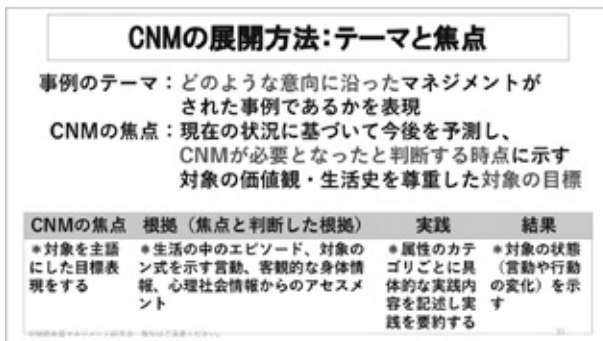 CNMの展開方法：テーマと焦点
事例のテーマ：どのような意向に沿ったマネジメントが
された事例であるかを表現
CNMの焦点：現在の状況に基づいて今後を予測し、
CNMが必要となったと判断する時点に示す
対象の価値観・生活史を尊重した対象の目標
CNMの焦点 根拠（焦点と判断した根拠） 実践 結果
＊対象を主語
にした目標表
現をする
＊生活の中のエピソード、対象の
ン式を示す言動、客観的な身体情
報、心理社会情報からのアセスメ
ント
＊属性のカテ
ゴリごとに具
体的な実践内
容を記述し実
践を要約する
＊対象の状態
（言動や行動
の変化）を示
す